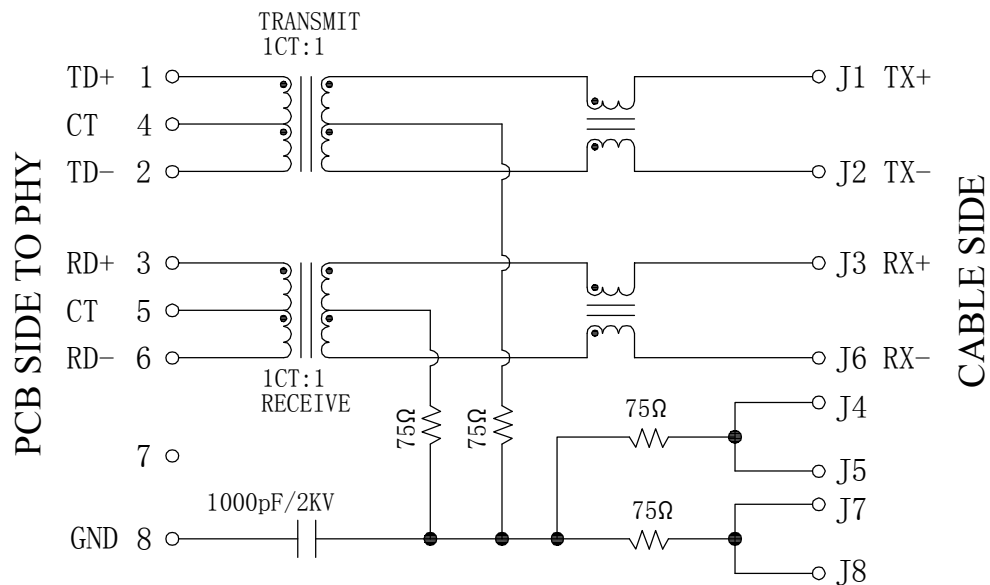 TRANSMIT
1CT:1
TD+ 1
CT 4
TD- 2
J1 TX+
J2 TX-
PCB SIDE TO PHY
CABLE SIDE
RD+ 3
CT 5
RD- 6
J3 RX+
J6 RX-
1CT:1
RECEIVE
75Ω
75Ω
75Ω
J4
J5
7
1000pF/2KV
GND 8
75Ω
J7
J8